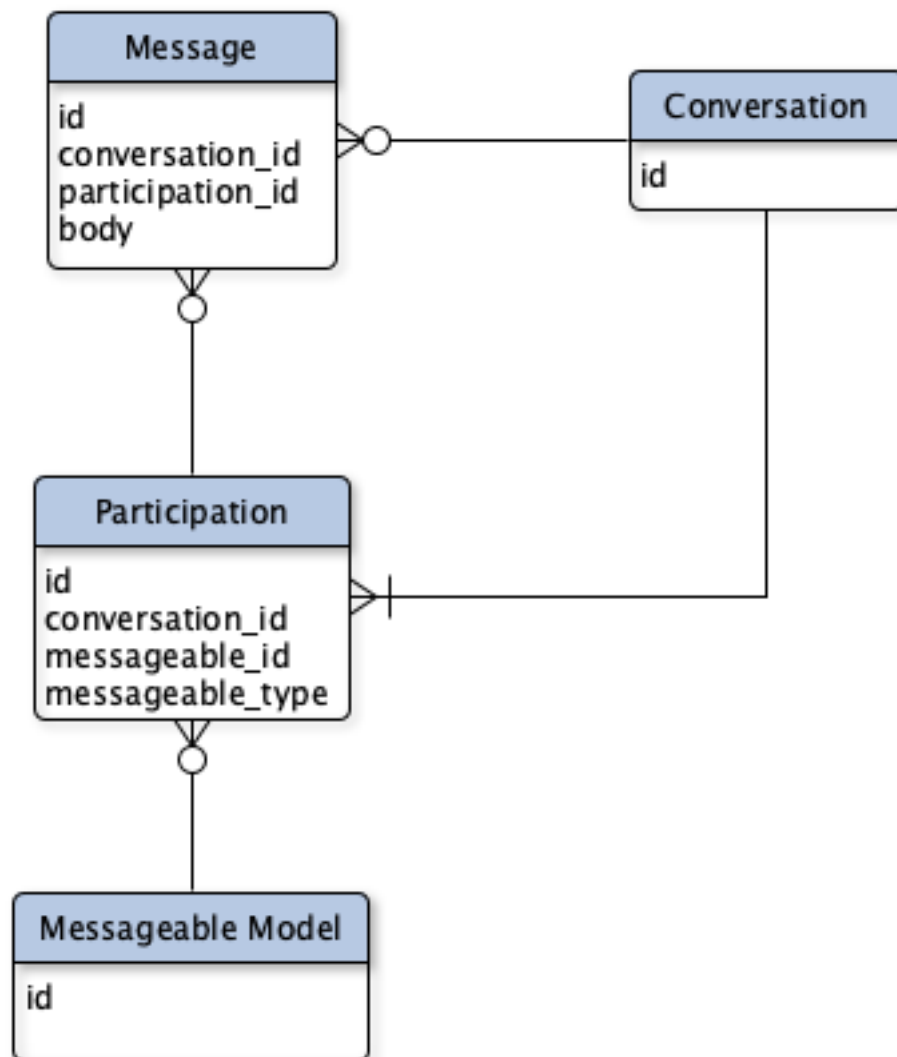 Message
id
conversation_id
participation_id
body
Conversation
id
Participation
id
conversation_id
messageable_id
messageable_type
Messageable Model
id